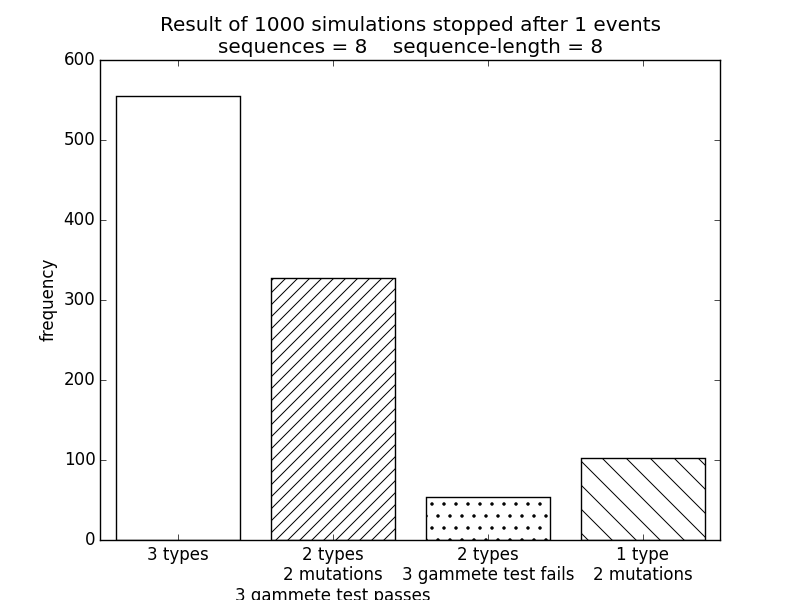 Result of 1000 simulations stopped after 1 events
sequences = 8    sequence-length = 8
600
500
400
300
200
100
0
frequency
3 types
2 types
2 mutations
3 gammete test passes
2 types
3 gammete test fails
1 type
2 mutations